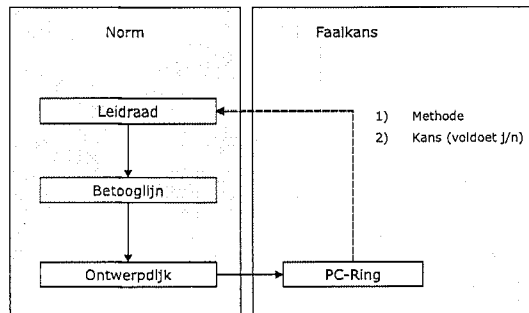 Norm
Faalkans
Leidraad
1) Methode
2) Kans (voldoet j/n)
Betooglijn
Ontwerpdijk
PC-Ring